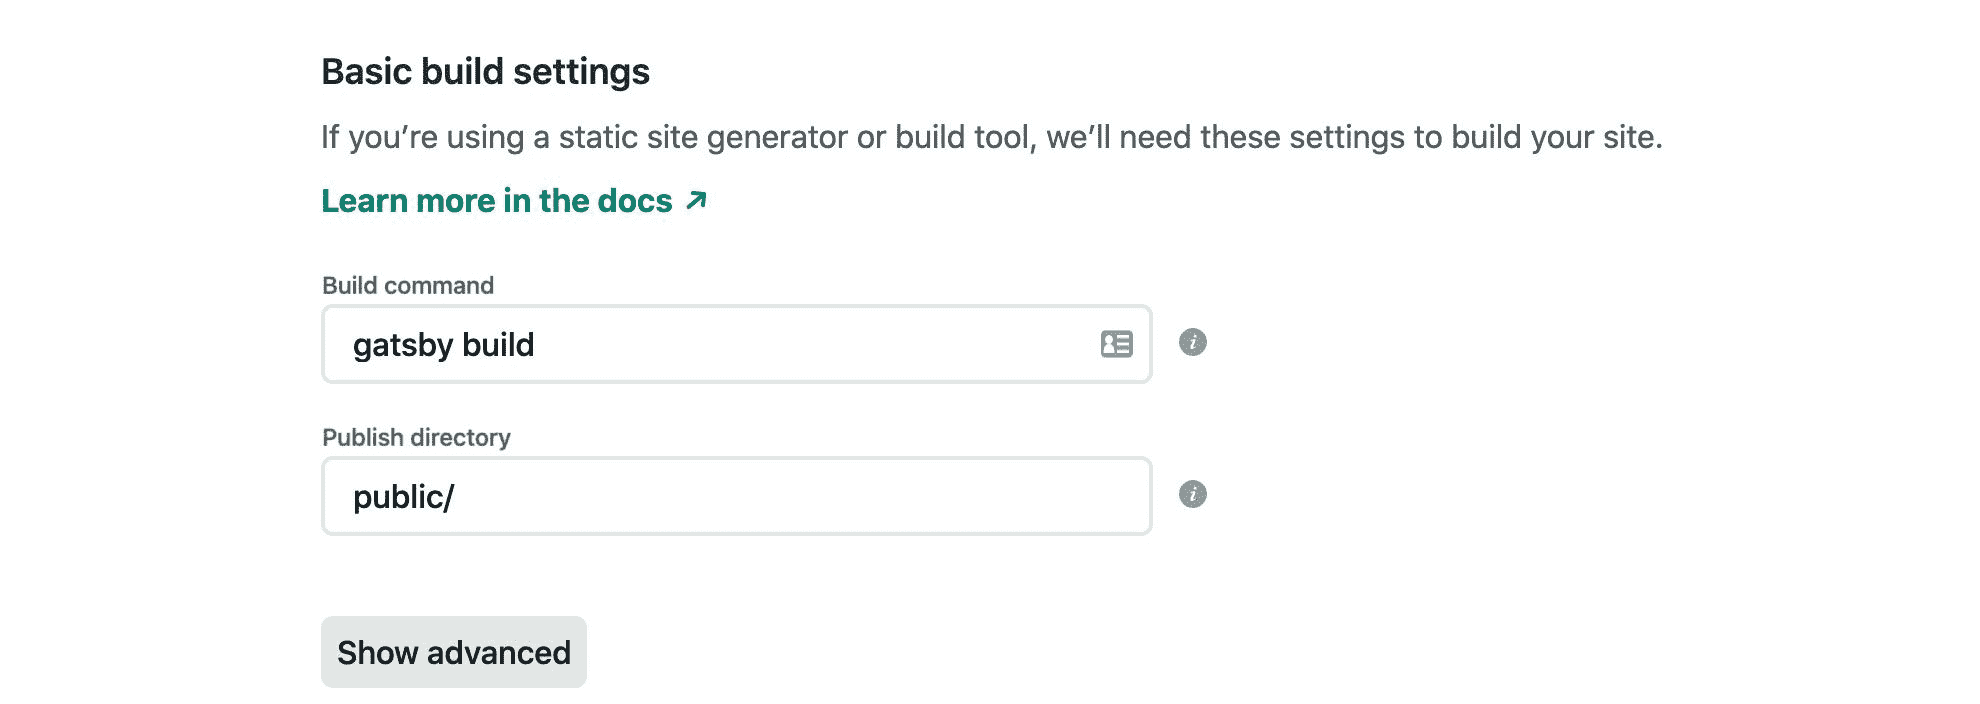 Basic build settings
If you’re using a static site generator or build tool, we’ll need these settings to build your site.
Learn more in the docs ↗
Build command
gatsby build
Publish directory
public/
Show advanced